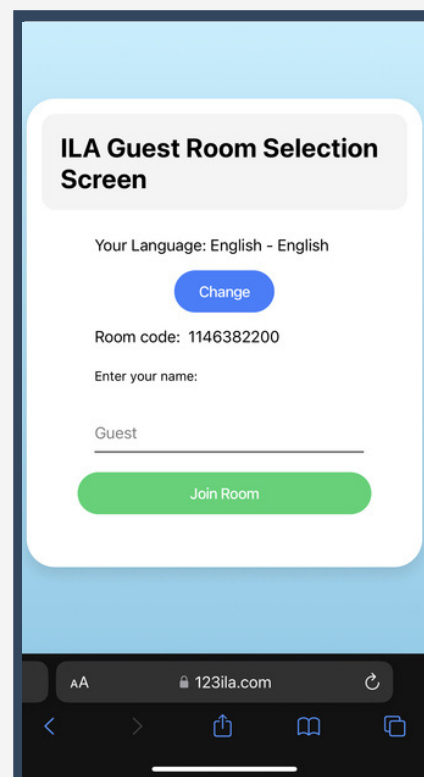 ILA Guest Room Selection
Screen
Your Language: English - English
Change
Room code: 1146382200
Enter your name:
Guest
Join Room
AA 123ila.com